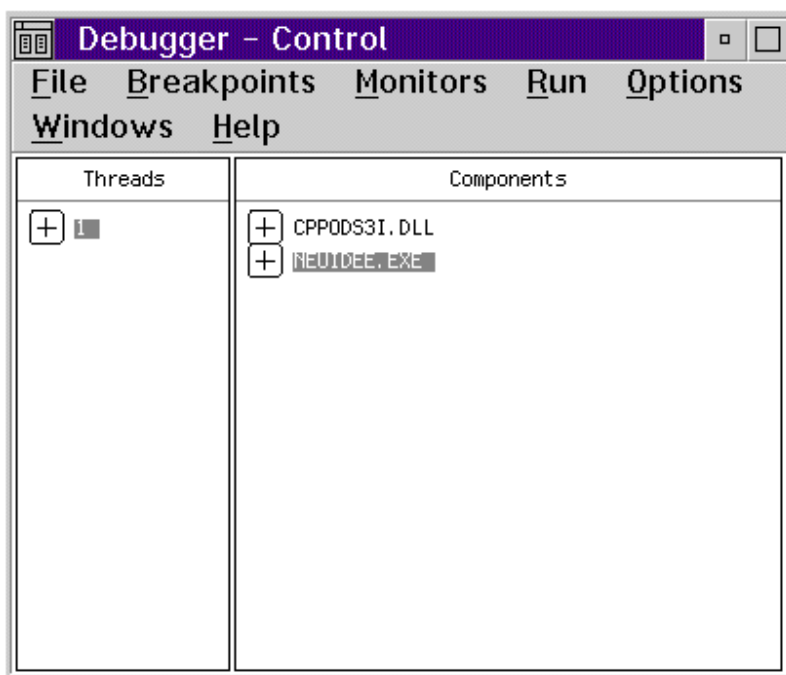 Debugger – Control
File Breakpoints Monitors Run Options
Windows Help
Threads Components
1 CPPODS3I.DLL
NEUIDEE.EXE